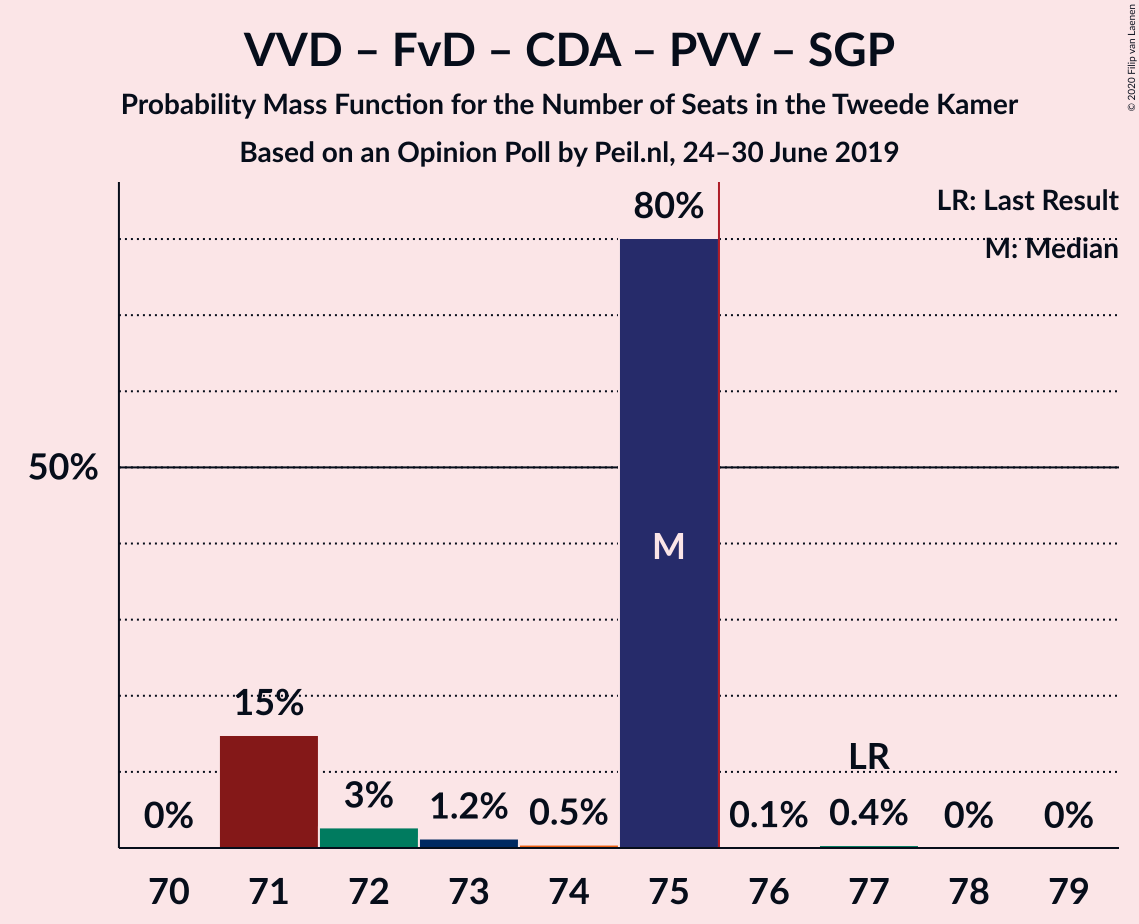 VVD – FvD – CDA – PVV – SGP
Probability Mass Function for the Number of Seats in the Tweede Kamer
Based on an Opinion Poll by Peil.nl, 24–30 June 2019
© 2020 Filip van Laenen
LR: Last Result
M: Median
50%
0%
15%
3%
1.2%
0.5%
80%
M
0.1%
LR
0.4%
0%
0%
70 71 72 73 74 75 76 77 78 79